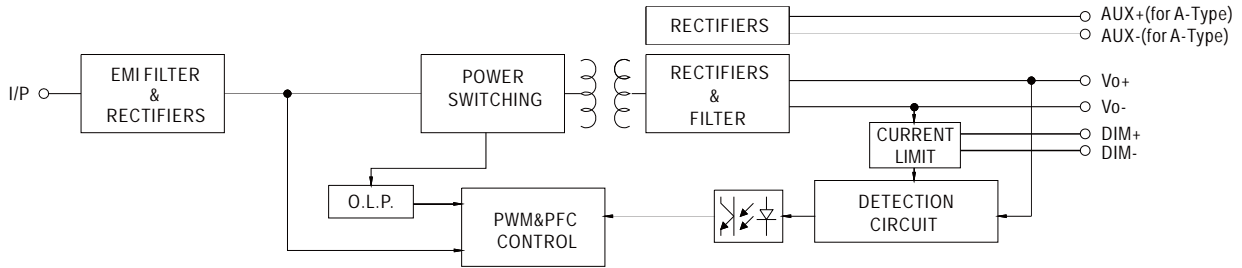 RECTIFIERS
AUX+(for A-Type)
AUX-(for A-Type)
I/P
EMI FILTER
&
RECTIFIERS
POWER
SWITCHING
RECTIFIERS
&
FILTER
Vo+
Vo-
CURRENT
LIMIT
DIM+
DIM-
O.L.P.
PWM&PFC
CONTROL
DETECTION
CIRCUIT